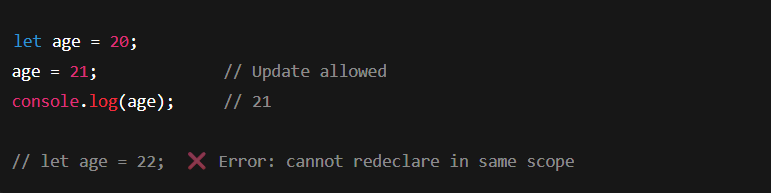 let age = 20;
age = 21;             // Update allowed
console.log(age);     // 21
// let age = 22;  ❌ Error: cannot redeclare in same scope